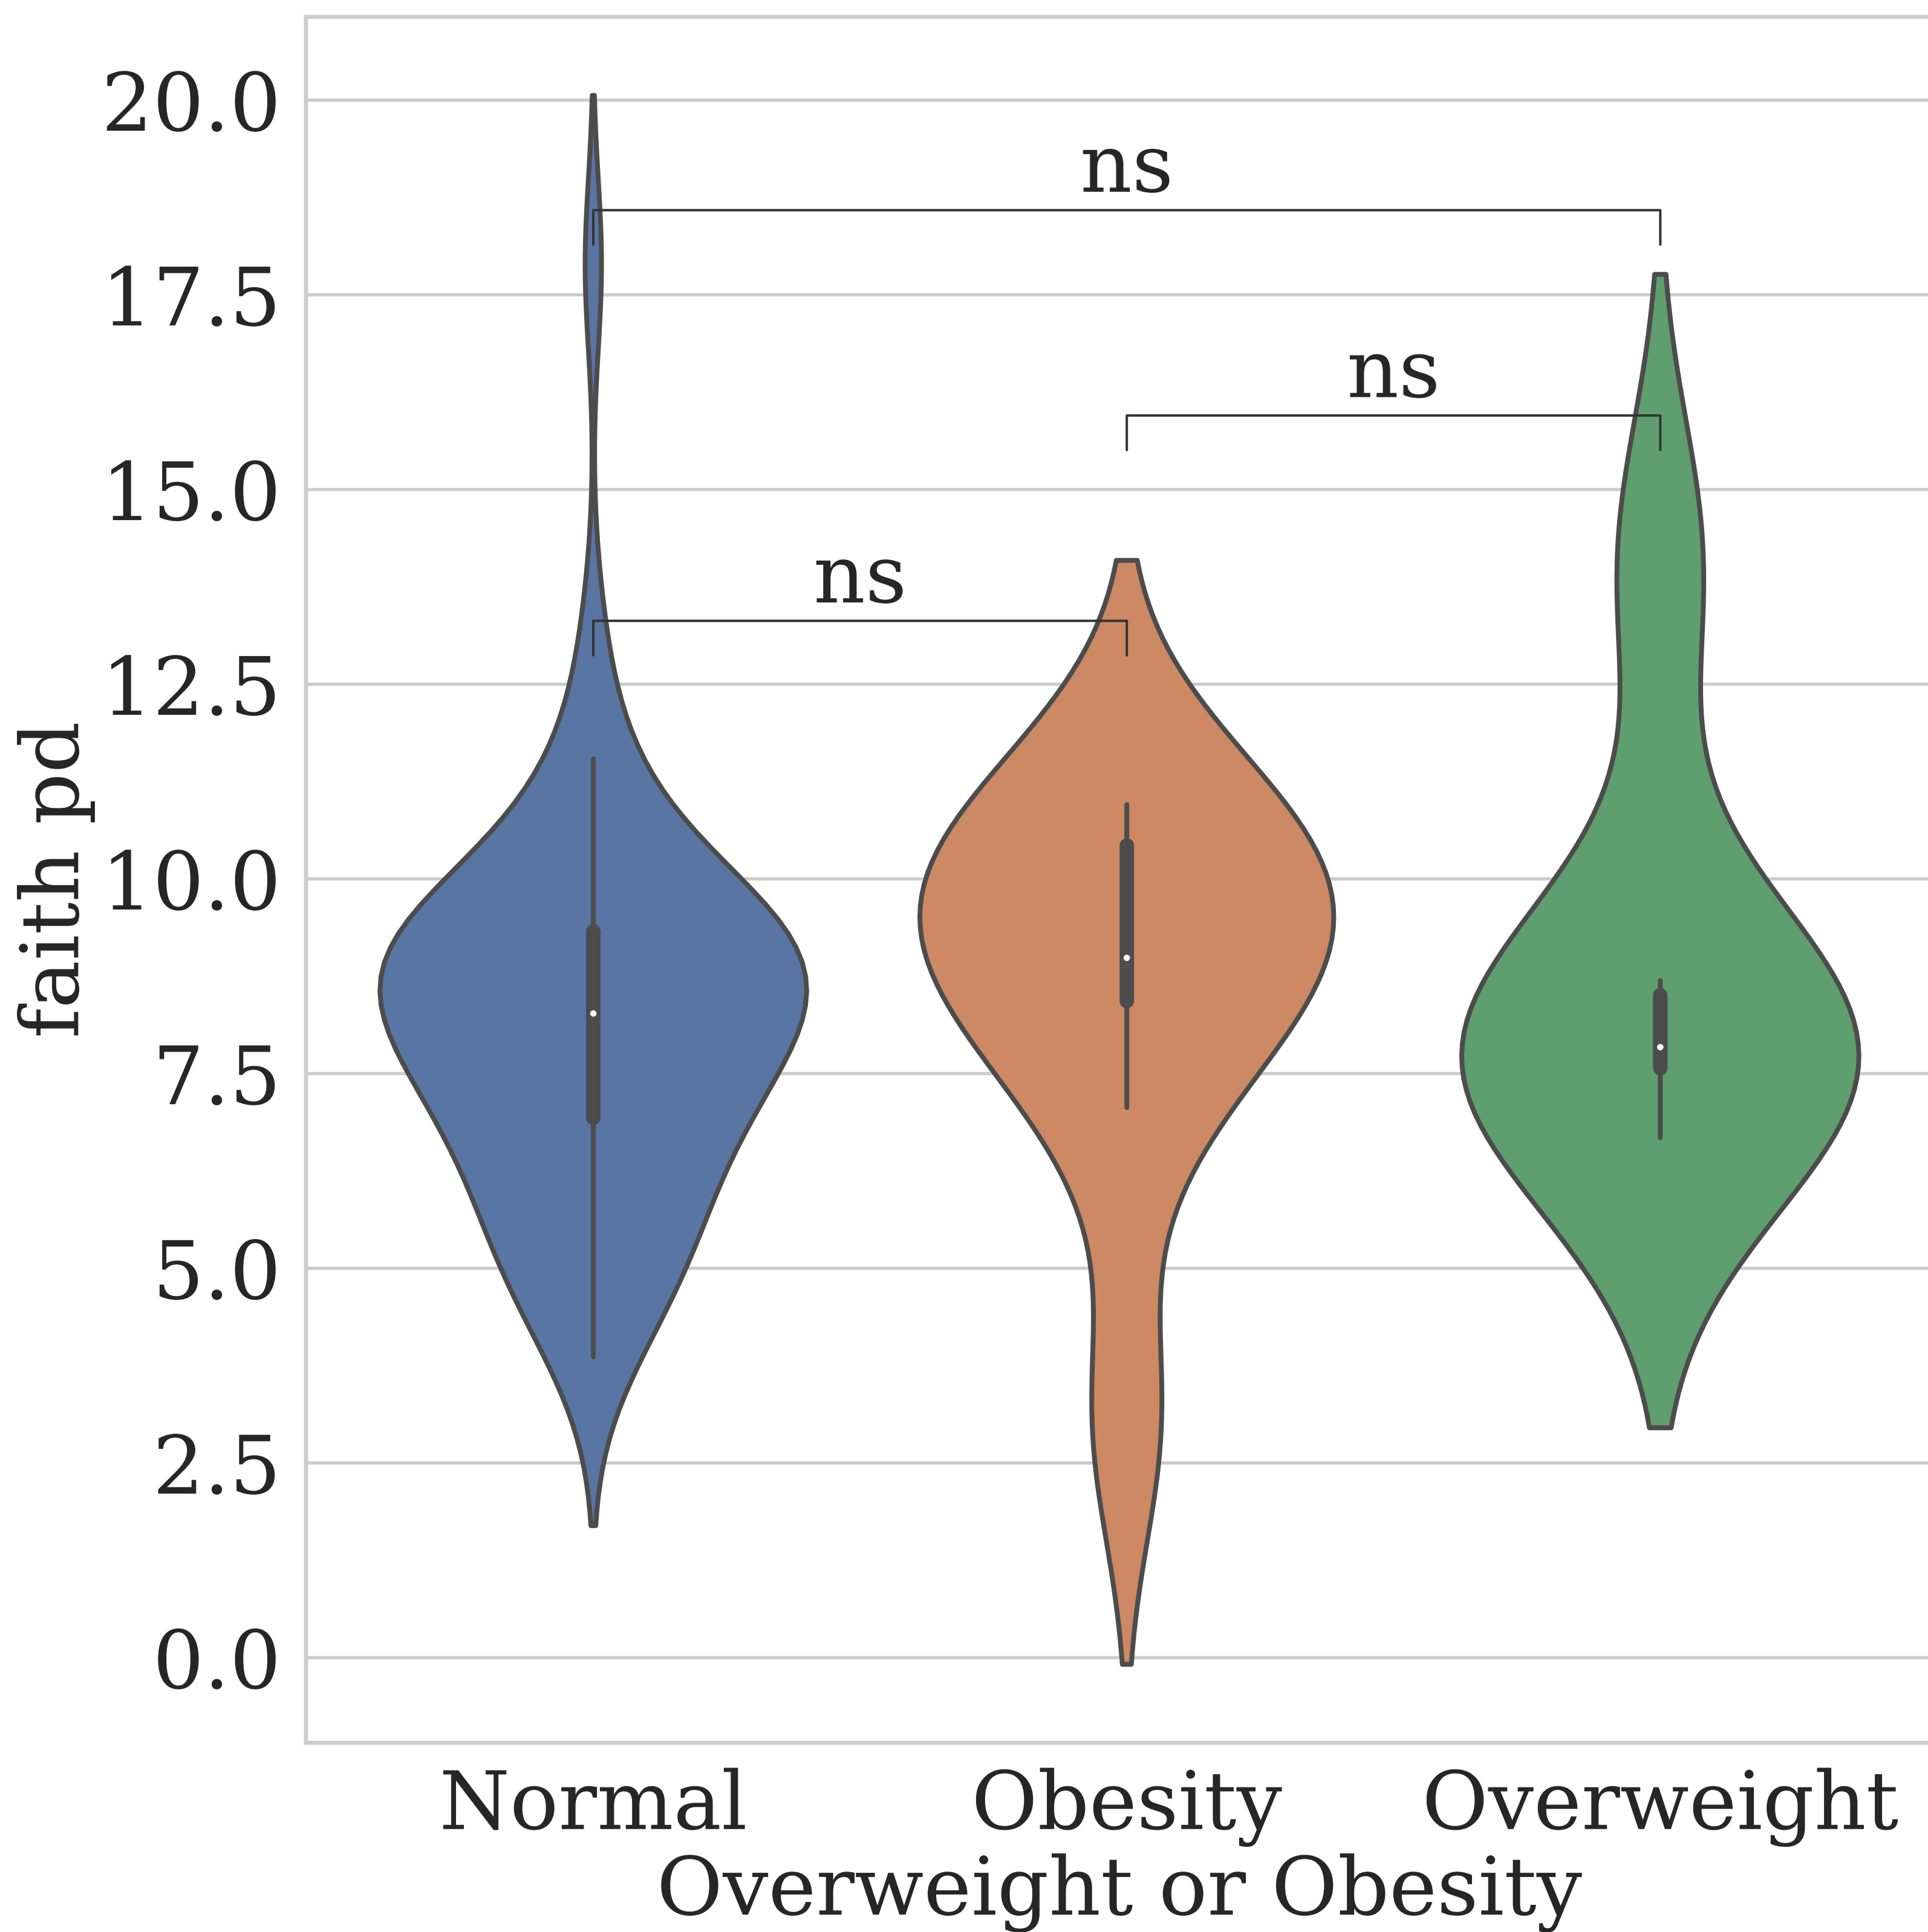 20.0
17.5
15.0
12.5
10.0
7.5
5.0
2.5
0.0
faith pd
ns
ns
ns
Normal Obesity Overweight
Overweight or Obesity